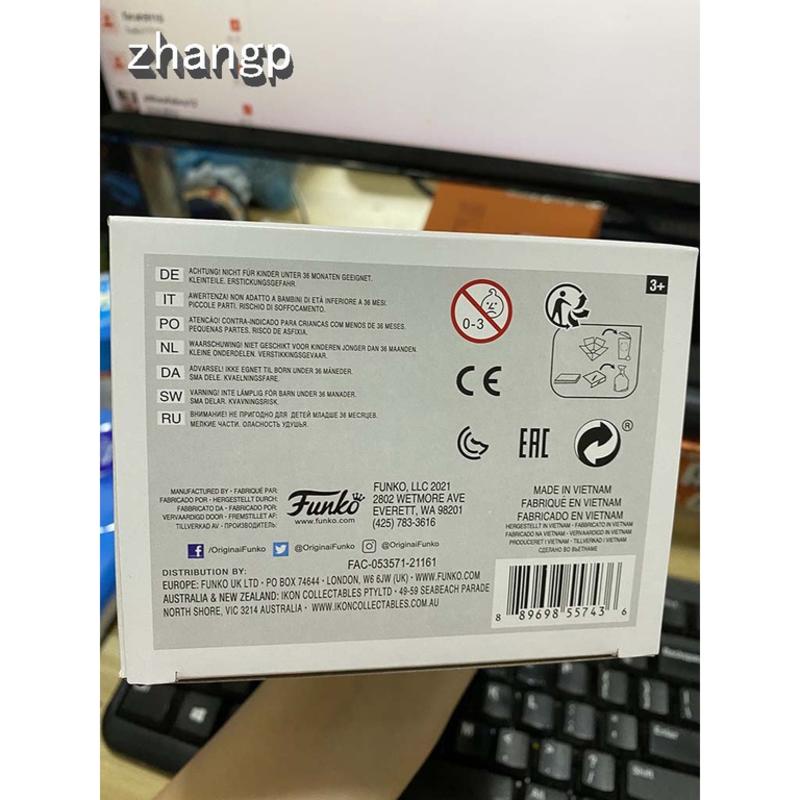 zhangp
3+
DE ACHTUNG! NICHT FÜR KINDER UNTER 36 MONATEN GEEIGNET.
KLEINTEILE. ERSTICKUNGSGEFAHR.
IT AWERTENZA! NON ADATTO A BAMBINI DI ETÀ INFERIORE A 36 MESI.
PICCOLE PARTI. RISCHIO DI SOFFOCAMENTO.
PO ATENCÃO! CONTRA-INDICADO PARA CRIANCAS COM MENOS DE 36 MESES.
PEQUENAS PARTES. RISCO DE ASFIXIA.
NL WAARSCHUWING! NIET GESCHIKT VOOR KINDEREN JONGER DAN 36 MAANDEN.
KLEINE ONDERDELEN. VERSTIKKINGSGEVAAR.
DA ADVARSEL! IKKE EGNET TIL BORN UNDER 36 MÅNEDER.
SMA DELE. KVAELNINGSFARE.
SW VARNING! INTE LÄMPLIG FÖR BARN UNDER 36 MANADER.
SMA DELAR. KVAVNINGSRISK.
RU ВНИМАНИЕ! НЕ ПРИГОДНО ДЛЯ ДЕТЕЙ МЛАДШЕ 36 МЕСЯЦЕВ.
МЕЛКИЕ ЧАСТИ. ОПАСНОСТЬ УДУШЬЯ.
0-3
CE
EAC
®
MANUFACTURED BY • FABRIQUÉ PAR:
FABRICADO POR • HERGESTELLT DURCH:
FABBRICATO DA • FABRICADO POR:
VERVAARDIGD DOOR • FREMSTILLET AF:
TILLVERKAD AV • ПРОИЗВОДИТЕЛЬ:
Funko
www.funko.com
FUNKO, LLC 2021
2802 WETMORE AVE
EVERETT, WA 98201
(425) 783-3616
MADE IN VIETNAM
FABRIQUÉ EN VIETNAM
FABRICADO EN VIETNAM
HERGESTELLT IN VIETNAM • FABBRICATO IN VIETNAM
FABRICADO NA VIETNAM • VERVAARDIGD IN VIETNAM
PRODUCERET I VIETNAM • TILLVERKAD I VIETNAM
СДЕЛАНО ВО ВЬЕТНАМЕ
/OriginalFunko @OriginalFunko @OriginalFunko
FAC-053571-21161
DISTRIBUTION BY:
EUROPE: FUNKO UK LTD • PO BOX 74644 • LONDON, W6 6JW (UK) • WWW.FUNKO.COM
AUSTRALIA & NEW ZEALAND: IKON COLLECTABLES PTYLTD • 49-59 SEABEACH PARADE
NORTH SHORE, VIC 3214 AUSTRALIA • WWW.IKONCOLLECTABLES.COM.AU
8 89698 55743 6